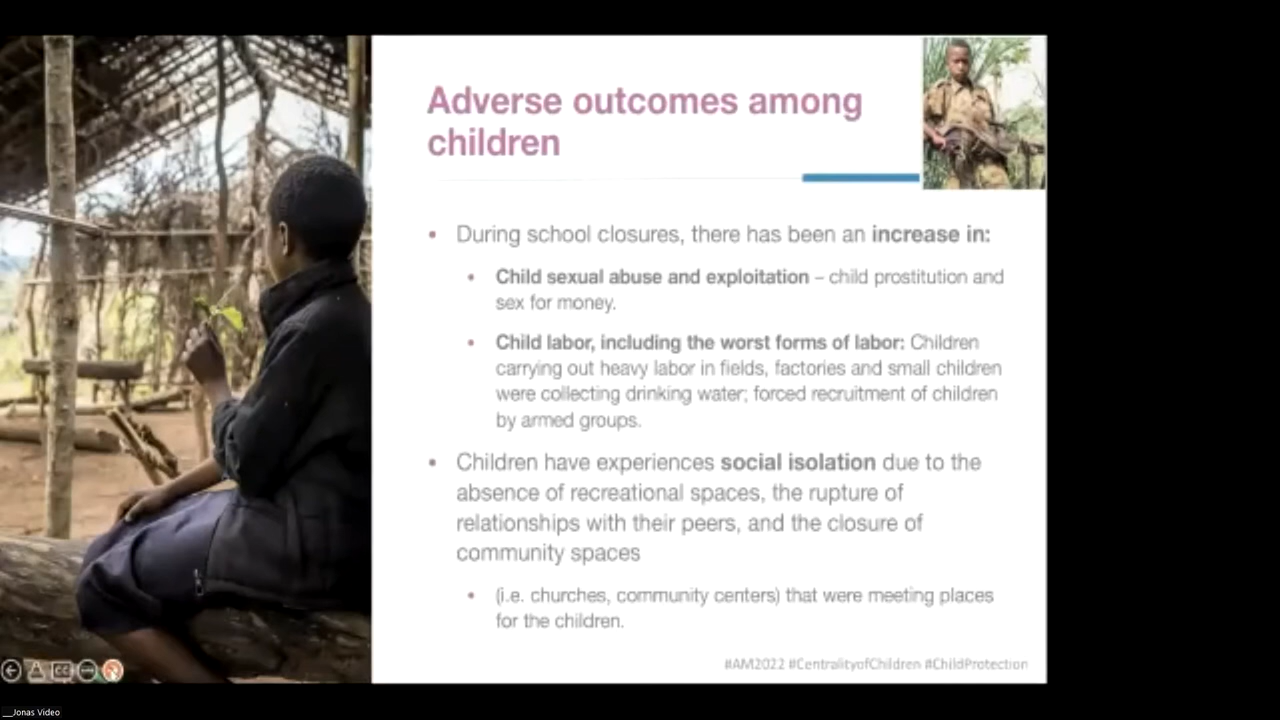 Adverse outcomes among
children
• During school closures, there has been an increase in:
• Child sexual abuse and exploitation – child prostitution and
sex for money.
• Child labor, including the worst forms of labor: Children
carrying out heavy labor in fields, factories and small children
were collecting drinking water; forced recruitment of children
by armed groups.
• Children have experiences social isolation due to the
absence of recreational spaces, the rupture of
relationships with their peers, and the closure of
community spaces
• (i.e. churches, community centers) that were meeting places
for the children.
#AM2022 #CentralityofChildren #ChildProtection
CC
__Jonas Video